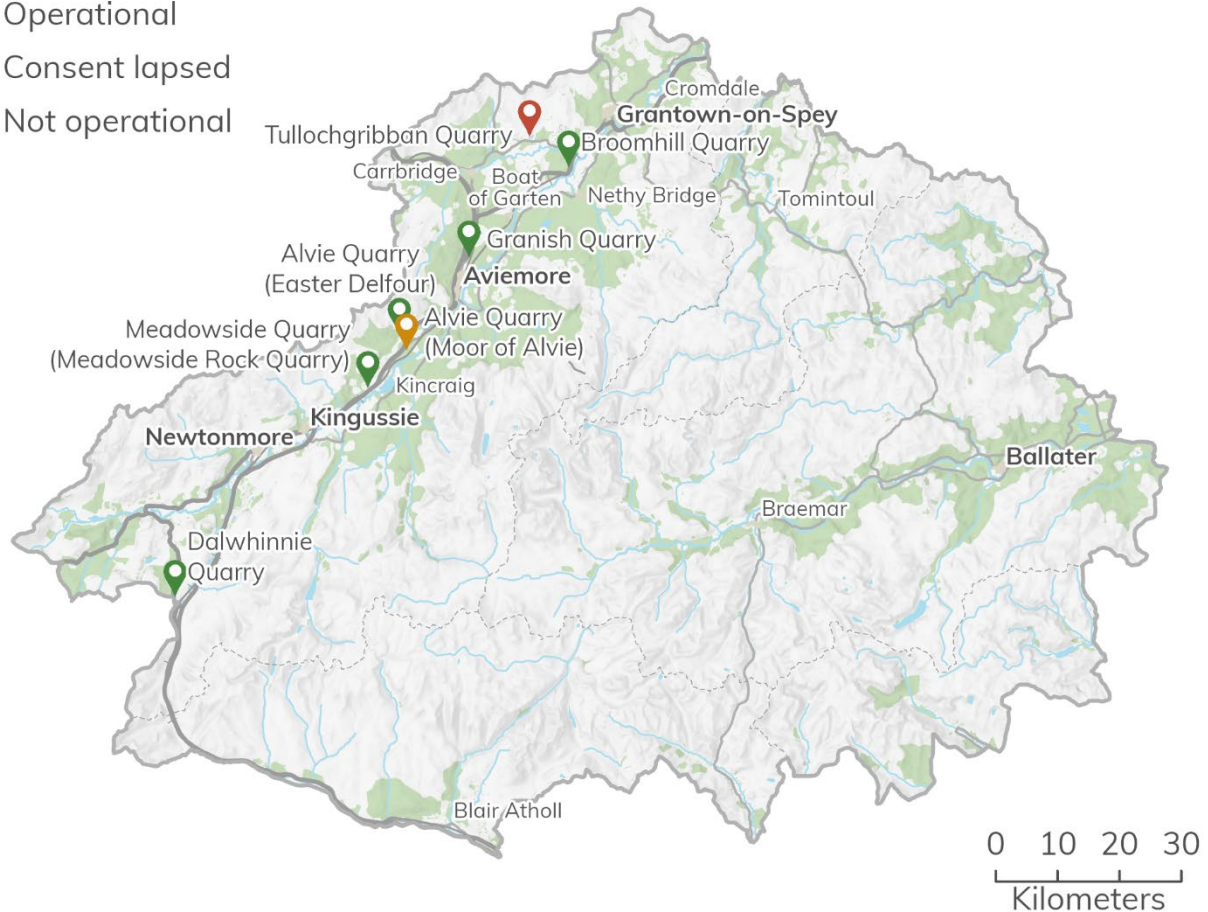 Operational
Consent lapsed
Not operational
Cromdale
Grantown-on-Spey
Tullochgribban Quarry
Broomhill Quarry
Carrbridge
Boat
of Garten
Nethy Bridge
Tomintoul
Granish Quarry
Alvie Quarry
(Easter Delfour)
Aviemore
Meadowside Quarry
(Meadowside Rock Quarry)
Alvie Quarry
(Moor of Alvie)
Kincraig
Kingussie
Newtonmore
Ballater
Braemar
Dalwhinnie
Quarry
Blair Atholl
0 10 20 30
Kilometers